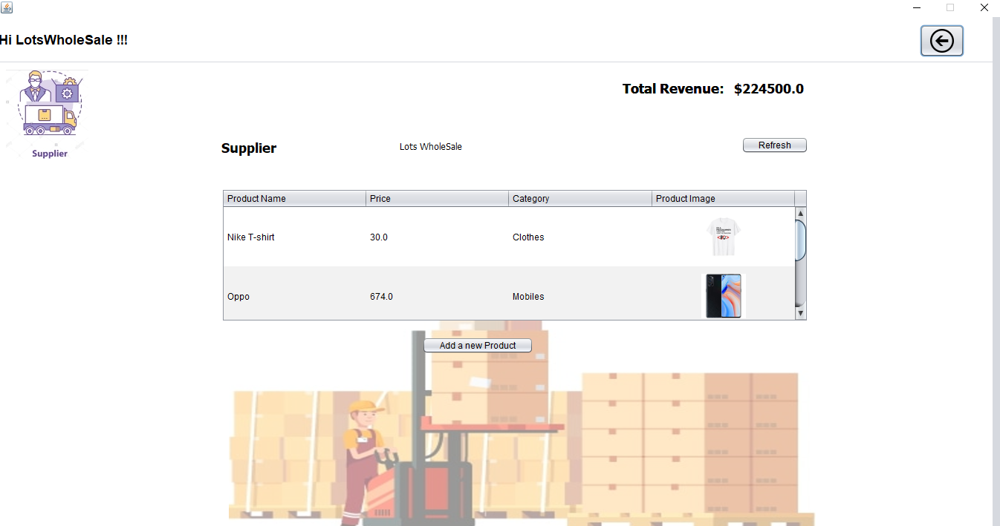 Hi LotsWholeSale !!!
Total Revenue: $224500.0
Supplier
Supplier Lots WholeSale Refresh
Product Name Price Category Product Image
Nike T-shirt 30.0 Clothes
Oppo 674.0 Mobiles
Add a new Product